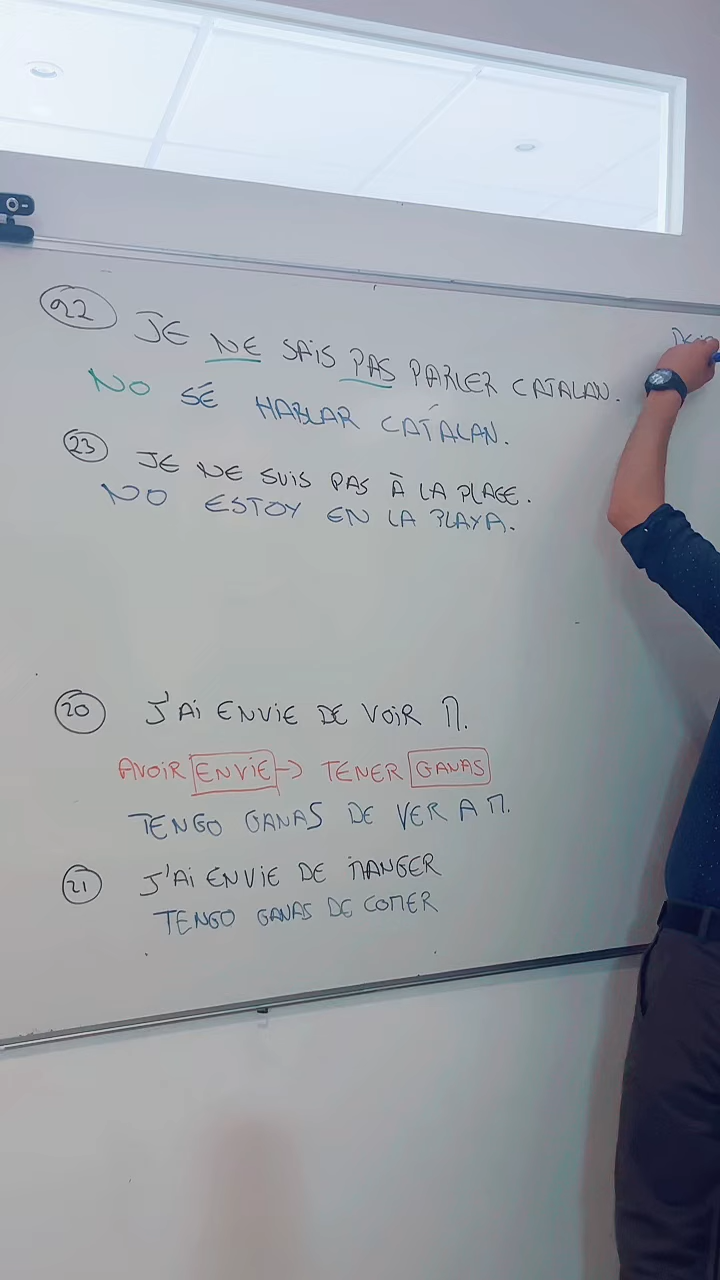 22 JE NE SAIS PAS PARLER CATALAN.
NO SÉ HABLAR CATALÁN.
23 JE NE SUIS PAS À LA PLAGE.
NO ESTOY EN LA PLAYA.
20 J'AI ENVIE DE VOIR M.
AVOIR ENVIE → TENER GANAS
TENGO GANAS DE VER A M.
21 J'AI ENVIE DE MANGER
TENGO GANAS DE COMER